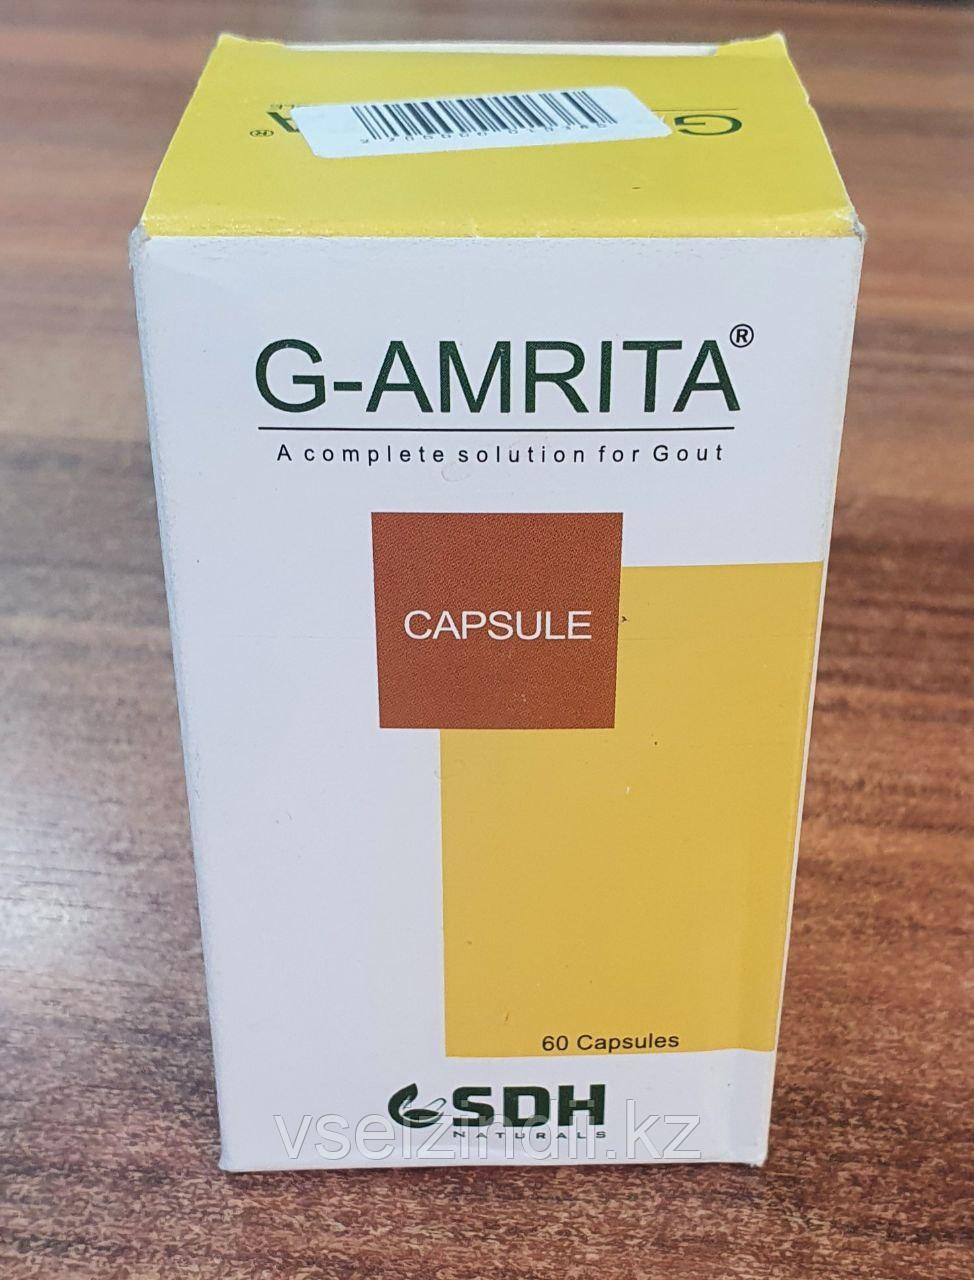 G-AMRITA®
A complete solution for Gout
CAPSULE
60 Capsules
SDH
NATURALS
vseizindii.kz